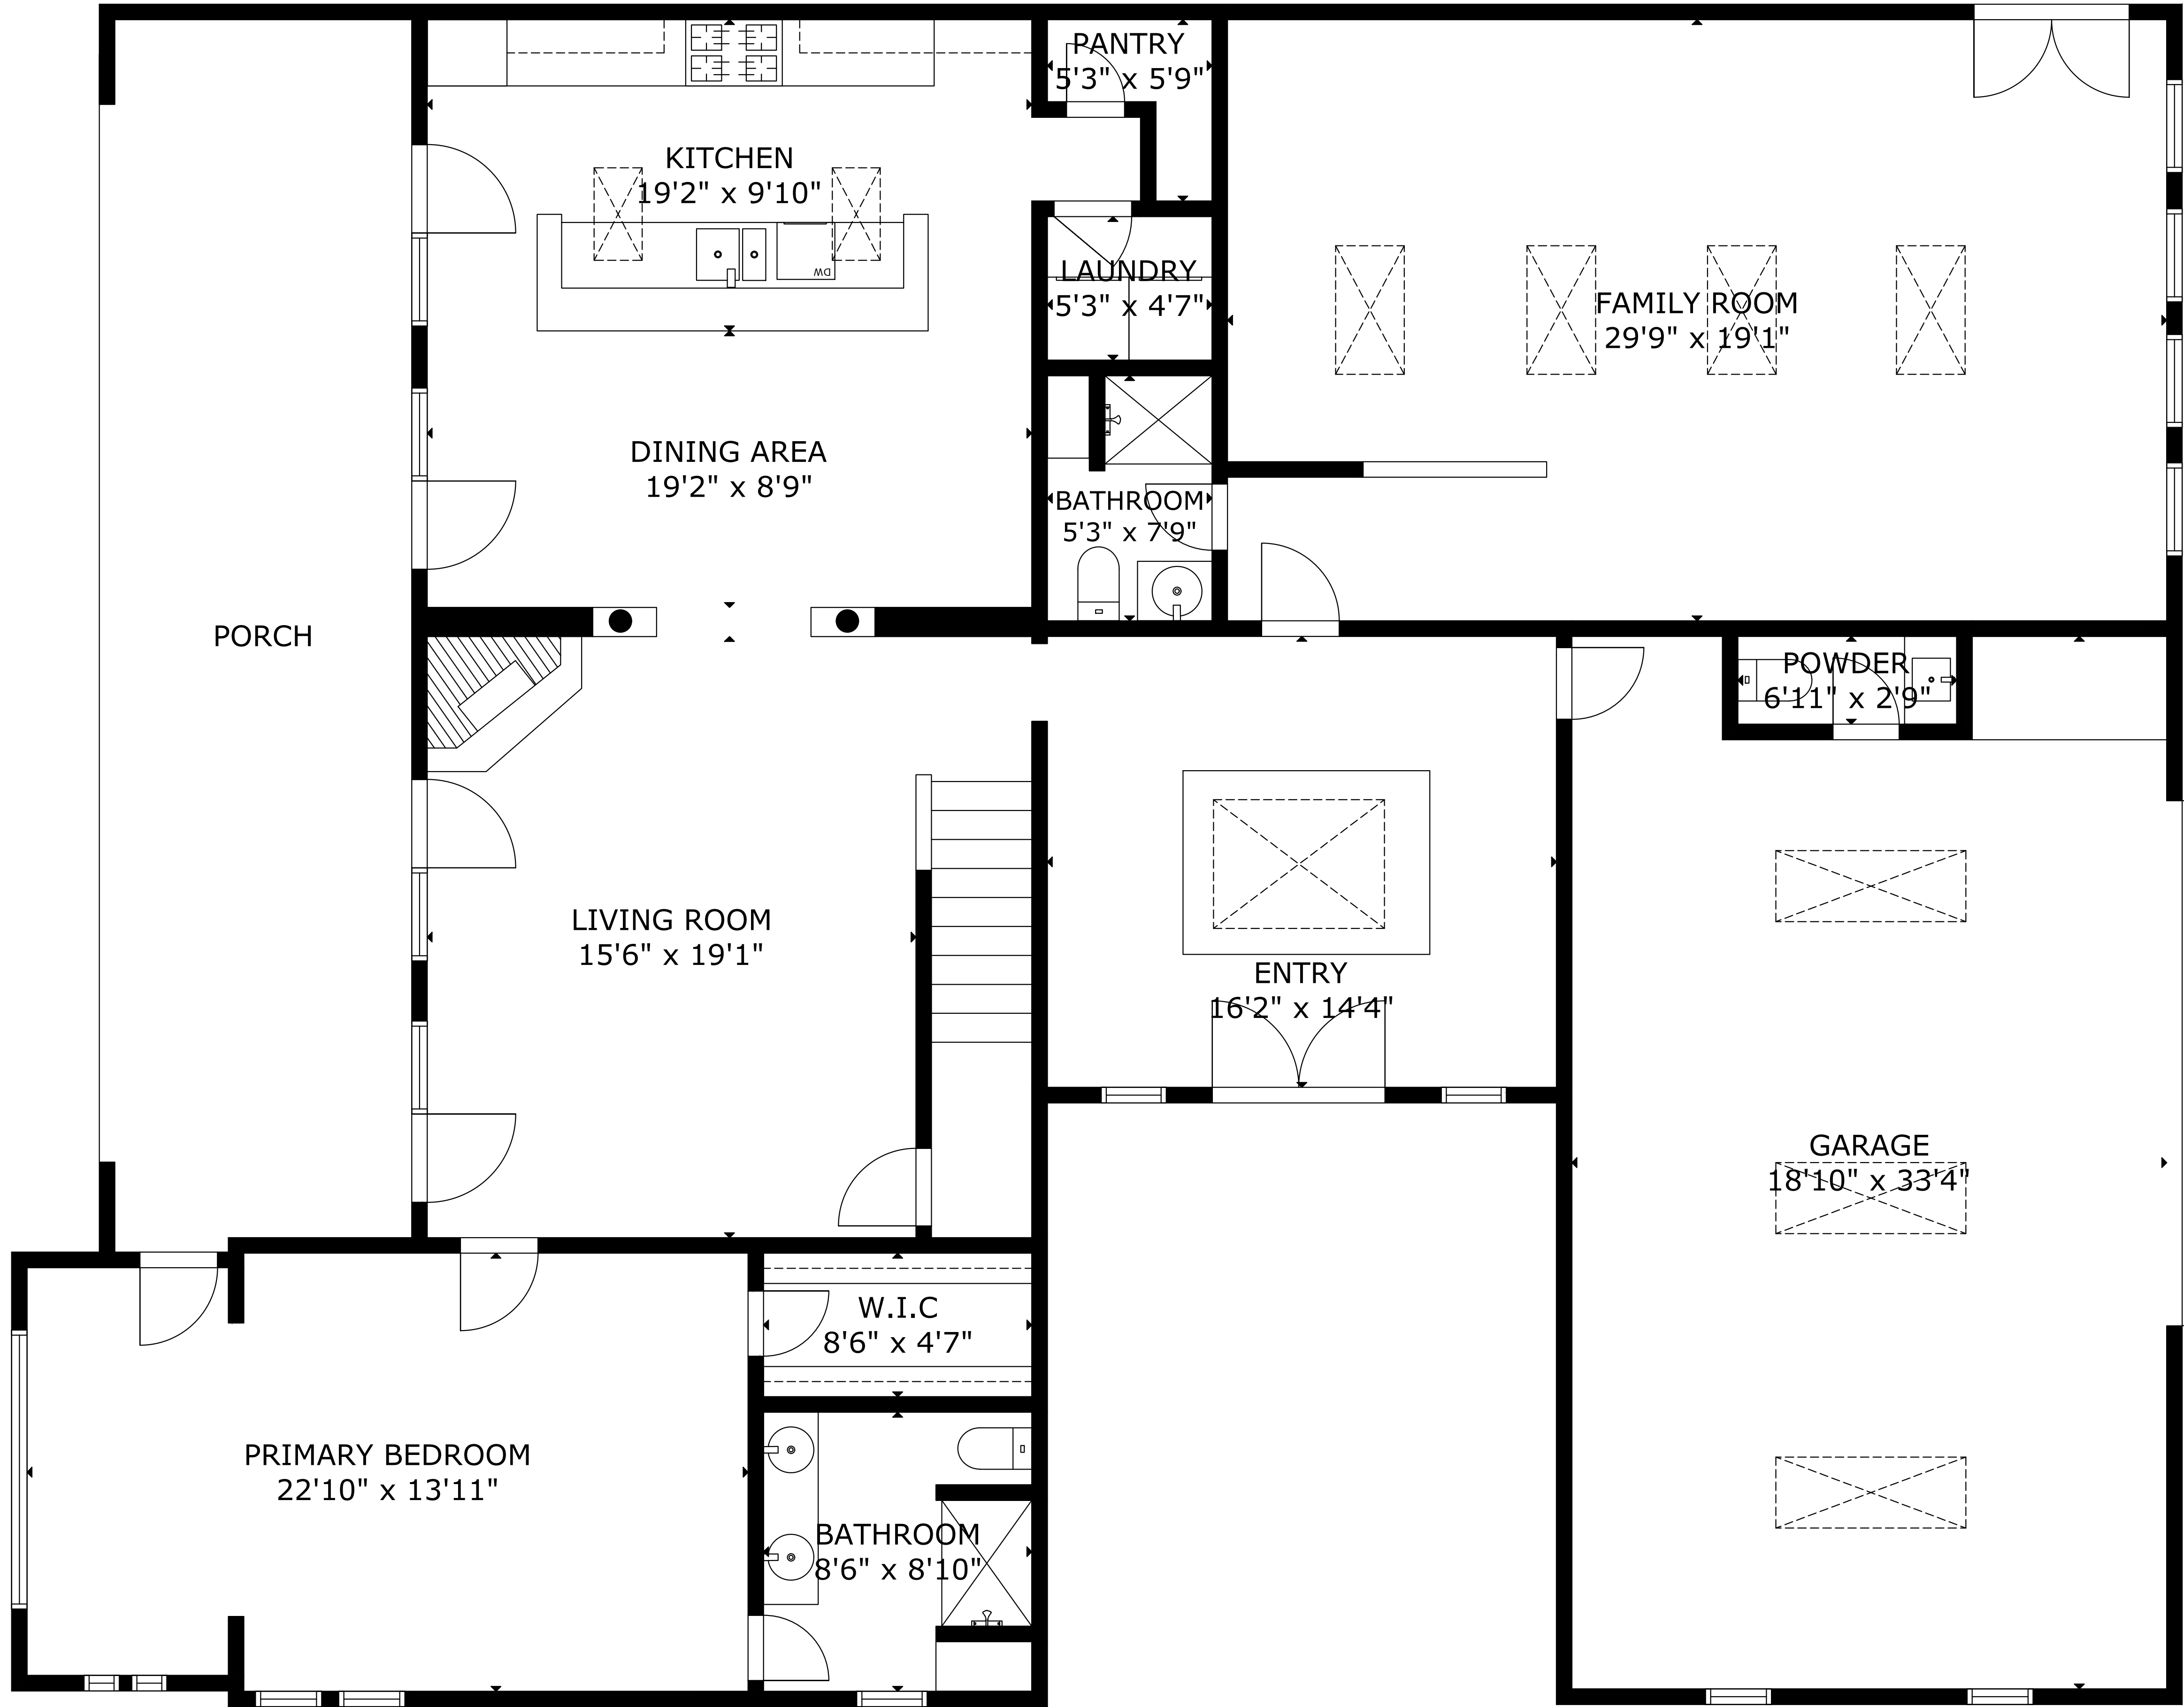 PANTRY
5'3" x 5'9"
KITCHEN
19'2" x 9'10"
DW
LAUNDRY
5'3" x 4'7"
FAMILY ROOM
29'9" x 19'1"
DINING AREA
19'2" x 8'9"
BATHROOM
5'3" x 7'9"
PORCH
POWDER
6'11" x 2'9"
LIVING ROOM
15'6" x 19'1"
ENTRY
16'2" x 14'4"
GARAGE
18'10" x 33'4"
W.I.C
8'6" x 4'7"
PRIMARY BEDROOM
22'10" x 13'11"
BATHROOM
8'6" x 8'10"